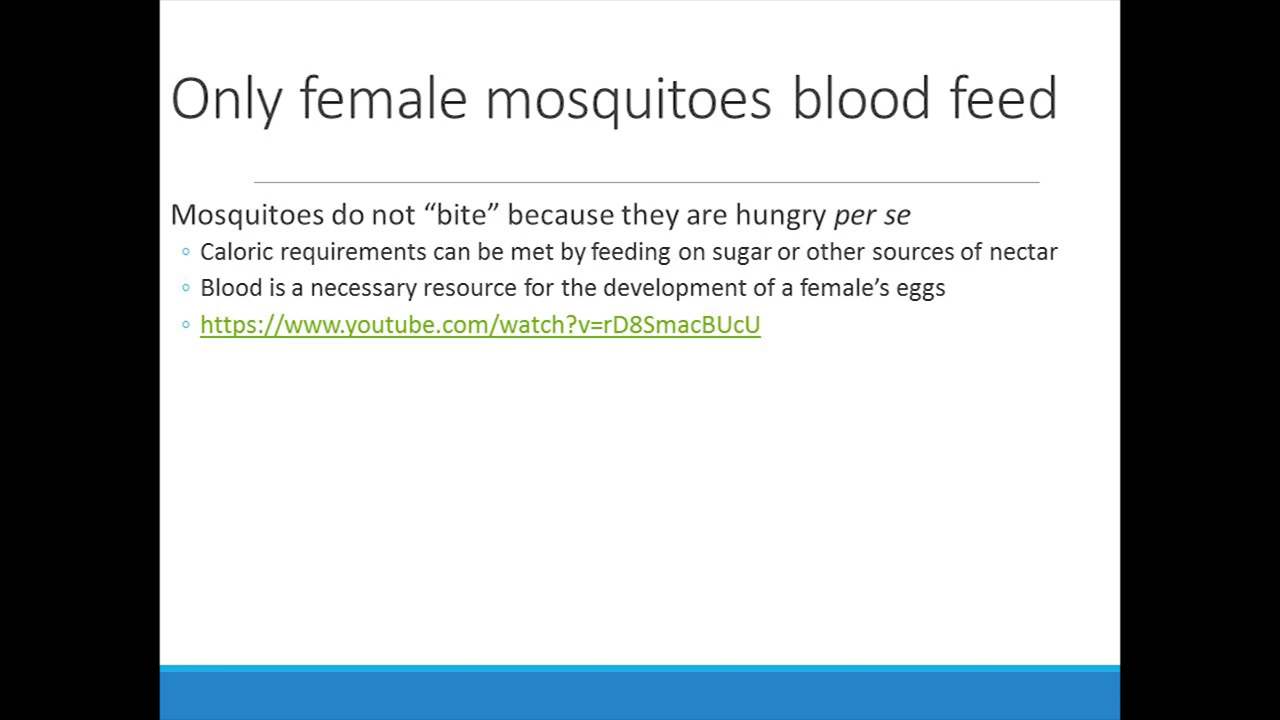 Only female mosquitoes blood feed
Mosquitoes do not “bite” because they are hungry per se
◦ Caloric requirements can be met by feeding on sugar or other sources of nectar
◦ Blood is a necessary resource for the development of a female’s eggs
◦ https://www.youtube.com/watch?v=rD8SmacBUcU